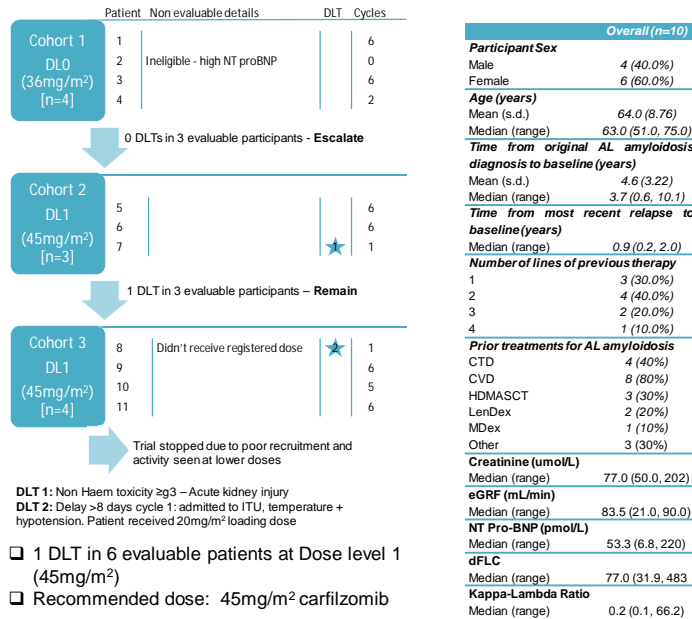 Patient Non evaluable details DLT Cycles
Cohort 1
DL0
(36mg/m²)
[n=4]
1 6
2 Ineligible - high NT proBNP 0
3 6
4 2
0 DLTs in 3 evaluable participants - Escalate
Cohort 2
DL1
(45mg/m²)
[n=3]
5 6
6 6
7 1 1
1 DLT in 3 evaluable participants – Remain
Cohort 3
DL1
(45mg/m²)
[n=4]
8 Didn't receive registered dose 2 1
9 6
10 5
11 6
Trial stopped due to poor recruitment and
activity seen at lower doses
DLT 1: Non Haem toxicity ≥g3 – Acute kidney injury
DLT 2: Delay >8 days cycle 1: admitted to ITU, temperature +
hypotension. Patient received 20mg/m² loading dose
1 DLT in 6 evaluable patients at Dose level 1
(45mg/m²)
Recommended dose: 45mg/m² carfilzomib
Overall (n=10)
Participant Sex
Male 4 (40.0%)
Female 6 (60.0%)
Age (years)
Mean (s.d.) 64.0 (8.76)
Median (range) 63.0 (51.0, 75.0)
Time from original AL amyloidosis
diagnosis to baseline (years)
Mean (s.d.) 4.6 (3.22)
Median (range) 3.7 (0.6, 10.1)
Time from most recent relapse to
baseline (years)
Median (range) 0.9 (0.2, 2.0)
Number of lines of previous therapy
1 3 (30.0%)
2 4 (40.0%)
3 2 (20.0%)
4 1 (10.0%)
Prior treatments for AL amyloidosis
CTD 4 (40%)
CVD 8 (80%)
HDMASCT 3 (30%)
LenDex 2 (20%)
MDex 1 (10%)
Other 3 (30%)
Creatinine (umol/L)
Median (range) 77.0 (50.0, 202)
eGRF (mL/min)
Median (range) 83.5 (21.0, 90.0)
NT Pro-BNP (pmol/L)
Median (range) 53.3 (6.8, 220)
dFLC
Median (range) 77.0 (31.9, 483
Kappa-Lambda Ratio
Median (range) 0.2 (0.1, 66.2)